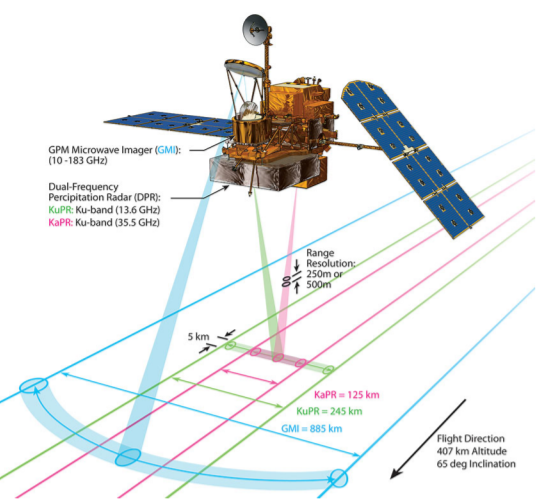 GPM Microwave Imager (GMI):
(10 -183 GHz)
Dual-Frequency
Percipitation Radar (DPR):
KuPR: Ku-band (13.6 GHz)
KaPR: Ku-band (35.5 GHz)
Range
Resolution:
250m or
500m
5 km
KaPR = 125 km
KuPR = 245 km
GMI = 885 km
Flight Direction
407 km Altitude
65 deg Inclination